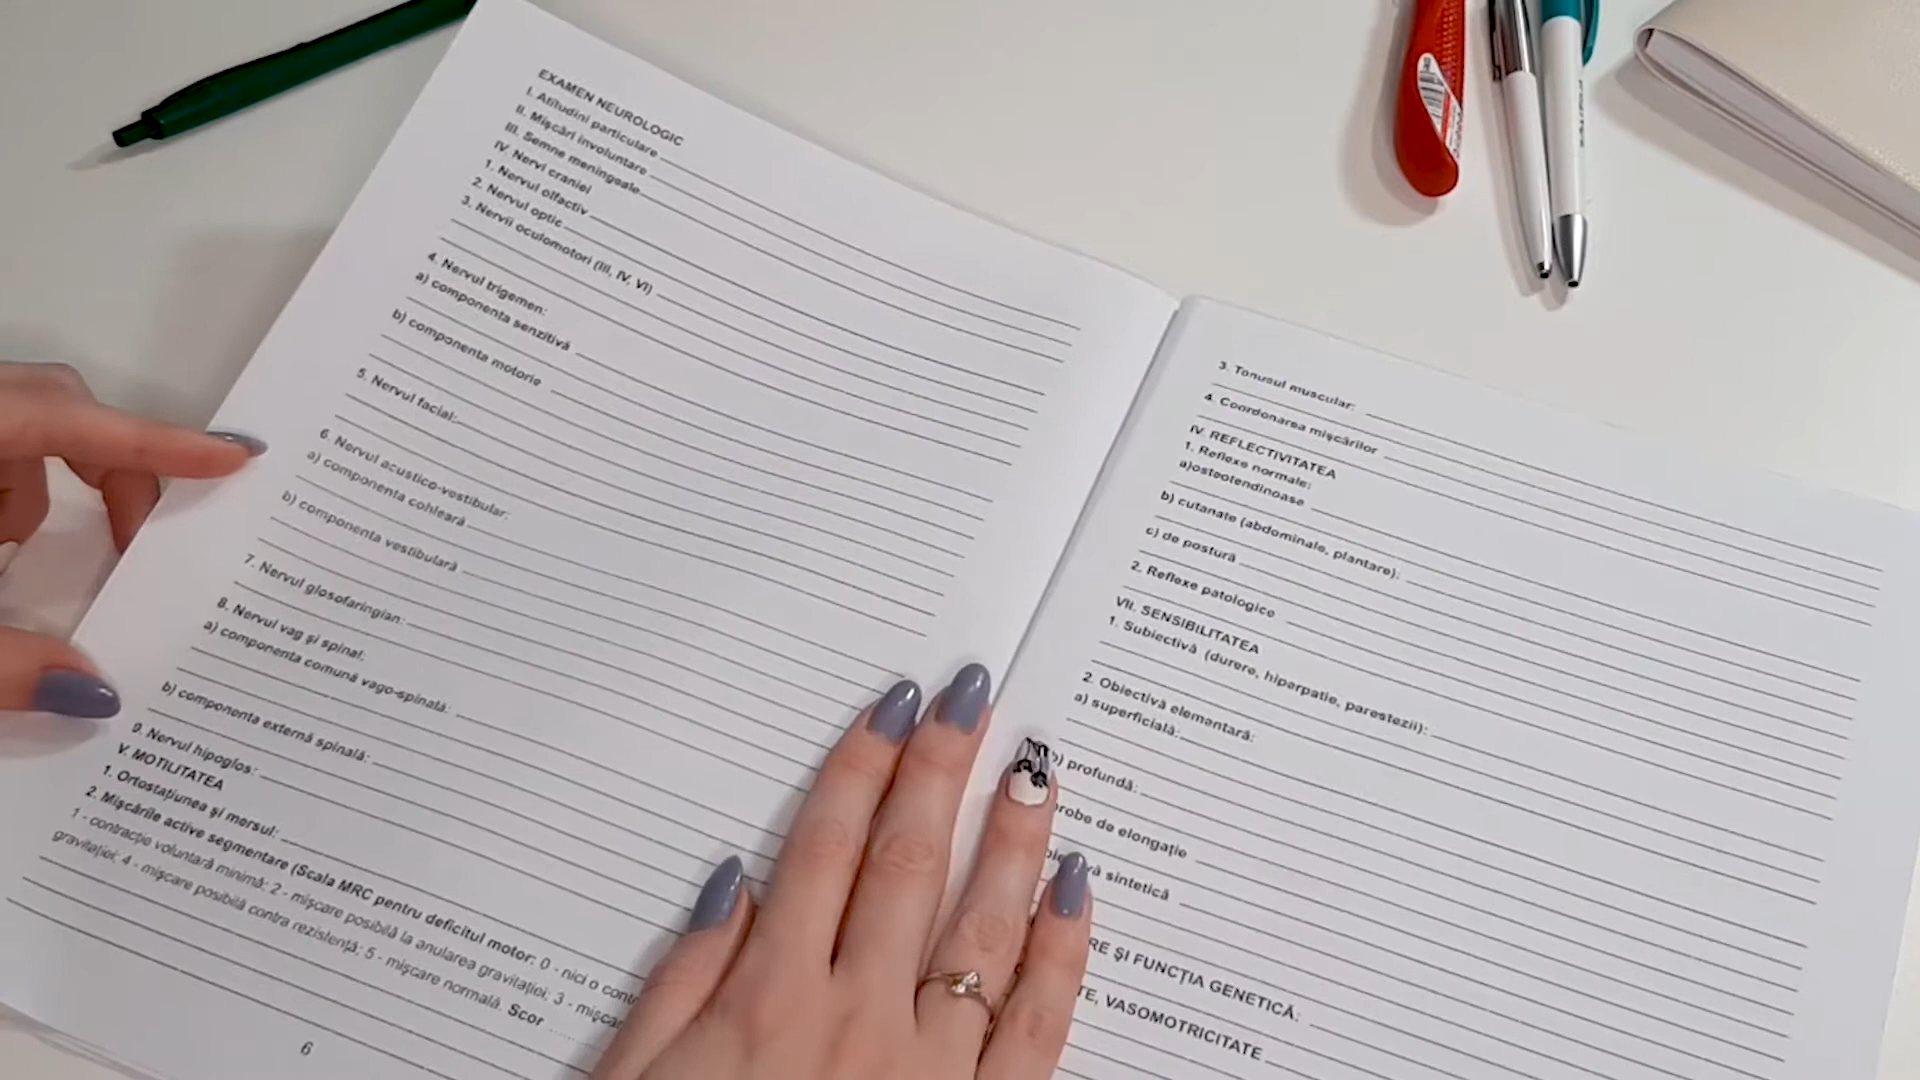 EXAMEN NEUROLOGIC
I. Atitudini particulare
II. Mişcări involuntare
III. Semne meningeale
IV. Nervi cranieni
1. Nervul olfactiv
2. Nervul optic
3. Nervii oculomotori (III, IV, VI)
4. Nervul trigemen:
a) componenta senzitivă
b) componenta motorie
5. Nervul facial:
6. Nervul acustico-vestibular:
a) componenta cohleară
b) componenta vestibulară
7. Nervul glosofaringian:
8. Nervul vag şi spinal:
a) componenta comună vago-spinală:
b) componenta externă spinală:
9. Nervul hipoglos:
V. MOTILITATEA
1. Ortostaţiunea şi mersul:
2. Mişcările active segmentare (Scala MRC pentru deficitul motor: 0 - nici o
1 - contracţie voluntară minimă; 2 - mişcare posibilă la anularea gravitaţiei; 3 -
gravitaţiei; 4 - mişcare posibilă contra rezistenţă; 5 - mişcare normală. Scor
6
3. Tonusul muscular:
4. Coordonarea mişcărilor
IV. REFLECTIVITATEA
1. Reflexe normale:
a)osteotendinoase
b) cutanate (abdominale, plantare):
c) de postură
2. Reflexe patologice
VII. SENSIBILITATEA
1. Subiectivă (durere, hiperpatie, parestezii):
2. Obiectivă elementară:
a) superficială:
b) profundă:
probe de elongaţie
sintetică
ŞI FUNCŢIA GENETICĂ:
VASOMOTRICITATE